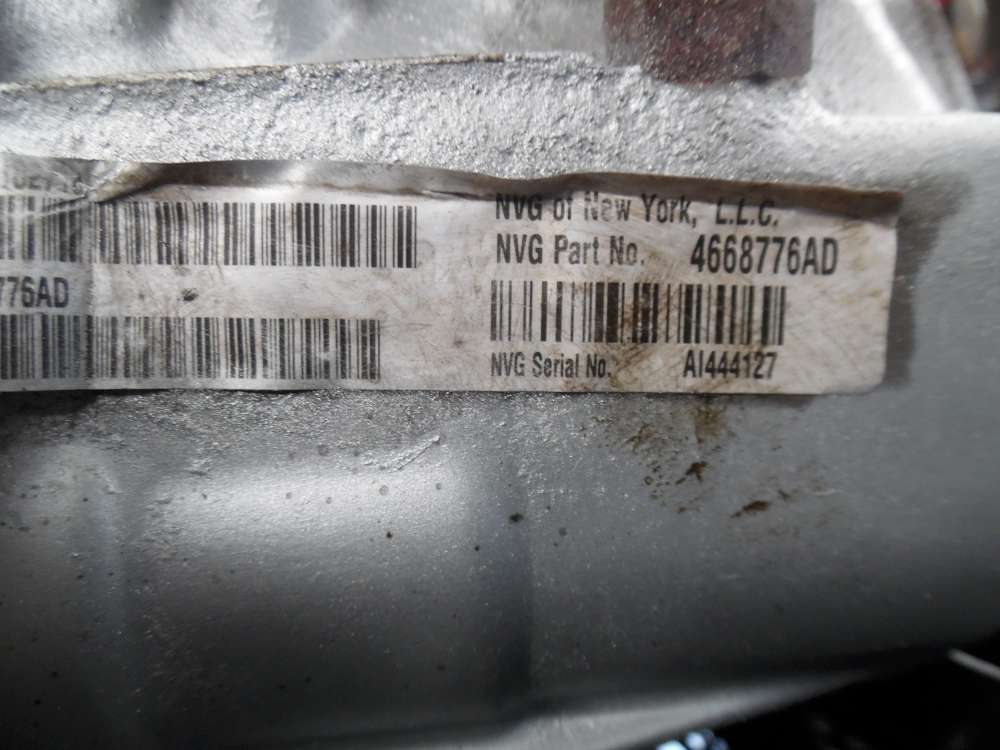 776AD
NVG of New York, L.L.C.
NVG Part No. 4668776AD
NVG Serial No. AI444127